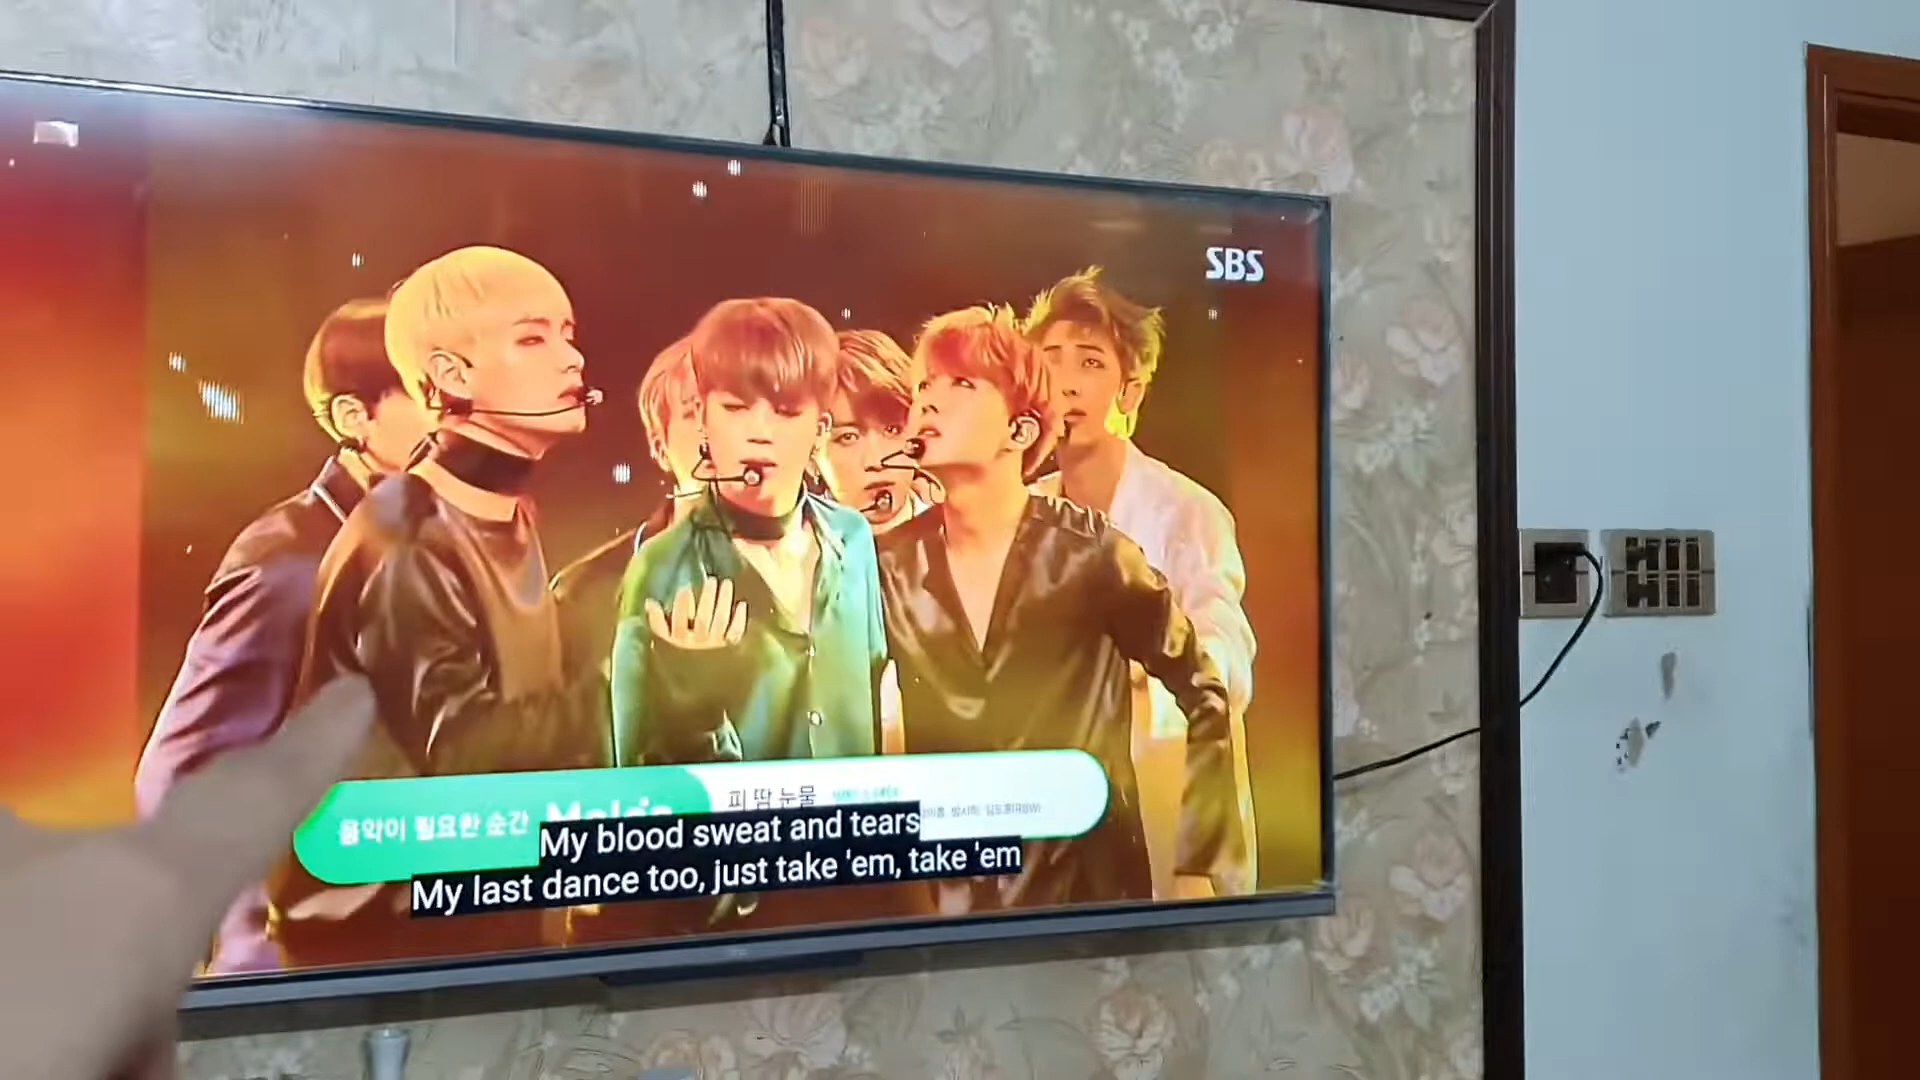 SBS
음악이 필요한 순간
피 땀 눈물
My blood sweat and tears
My last dance too, just take 'em, take 'em